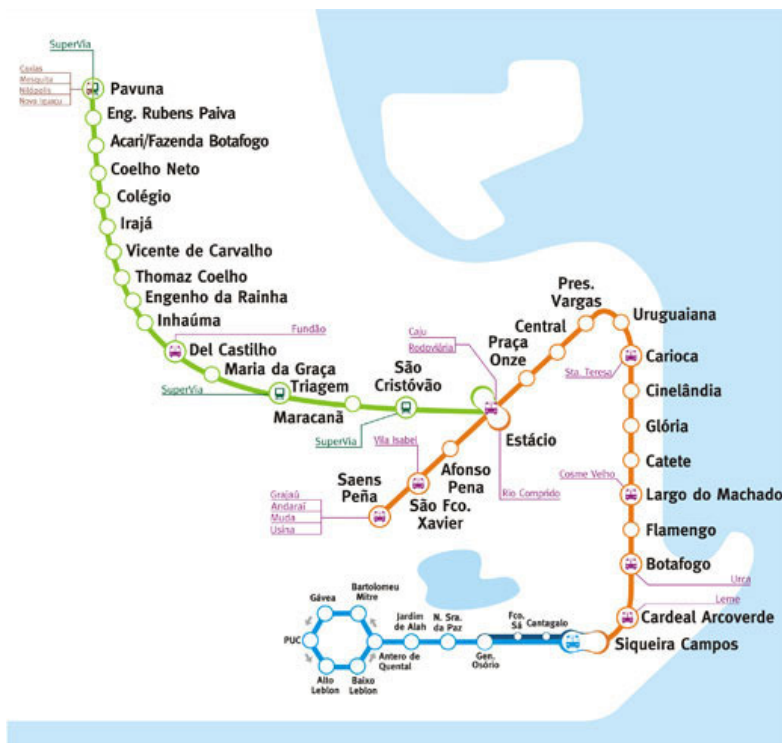 SuperVia
Caxias
Mesquita
Nilópolis
Nova Iguaçu
Pavuna
Eng. Rubens Paiva
Acari/Fazenda Botafogo
Coelho Neto
Colégio
Irajá
Vicente de Carvalho
Thomaz Coelho
Engenho da Rainha
Inhaúma
Fundão
Del Castilho
Maria da Graça
SuperVia
Triagem
Maracanã
São
Cristóvão
SuperVia
Caju
Rodoviária
Estácio
Rio Comprido
Praça
Onze
Central
Pres.
Vargas
Uruguaiana
Carioca
Sta. Teresa
Cinelândia
Glória
Catete
Cosme Velho
Largo do Machado
Flamengo
Botafogo
Urca
Leme
Cardeal Arcoverde
Siqueira Campos
Vila Isabel
Afonso
Pena
São Fco.
Xavier
Saens
Peña
Grajaú
Andaraí
Muda
Usina
Cantagalo
Fco.
Sá
Gen.
Osório
N. Sra.
da Paz
Jardim
de Alah
Antero de
Quental
Bartolomeu
Mitre
Gávea
PUC
Alto
Leblon
Baixo
Leblon